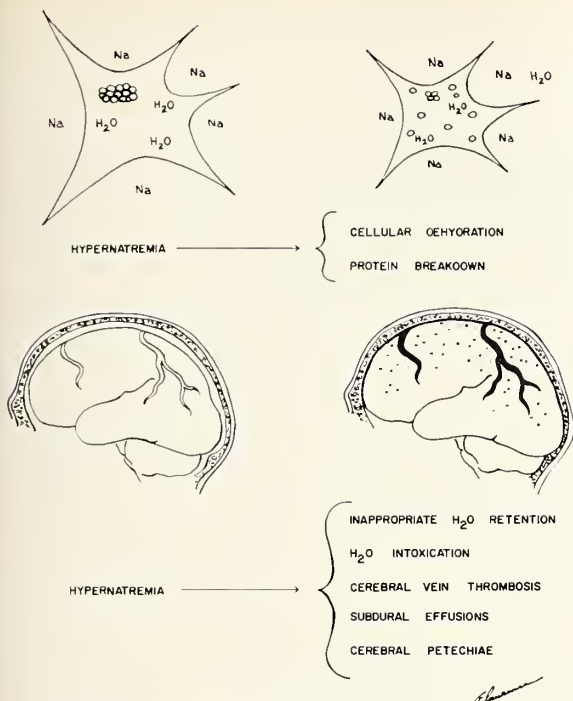 Na
Na
Na
Na
Na
H₂O
H₂O
H₂O
Na H₂O
Na
Na
Na
Na
H₂O
H₂O
HYPERNATREMIA
CELLULAR OEHYORATION
PROTEIN BREAKOOWN
HYPERNATREMIA
INAPPROPRIATE H₂O RETENTION
H₂O INTOXICATION
CEREBRAL VEIN THROMBOSIS
SUBDURAL EFFUSIONS
CEREBRAL PETECHIAE